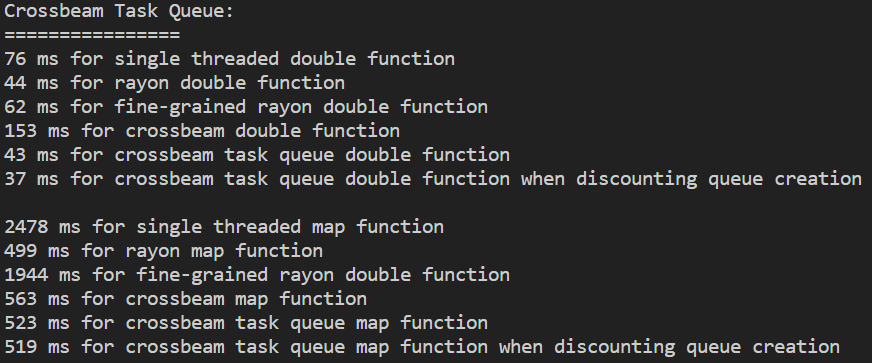 Crossbeam Task Queue:
================
76 ms for single threaded double function
44 ms for rayon double function
62 ms for fine-grained rayon double function
153 ms for crossbeam double function
43 ms for crossbeam task queue double function
37 ms for crossbeam task queue double function when discounting queue creation
2478 ms for single threaded map function
499 ms for rayon map function
1944 ms for fine-grained rayon double function
563 ms for crossbeam map function
523 ms for crossbeam task queue map function
519 ms for crossbeam task queue map function when discounting queue creation